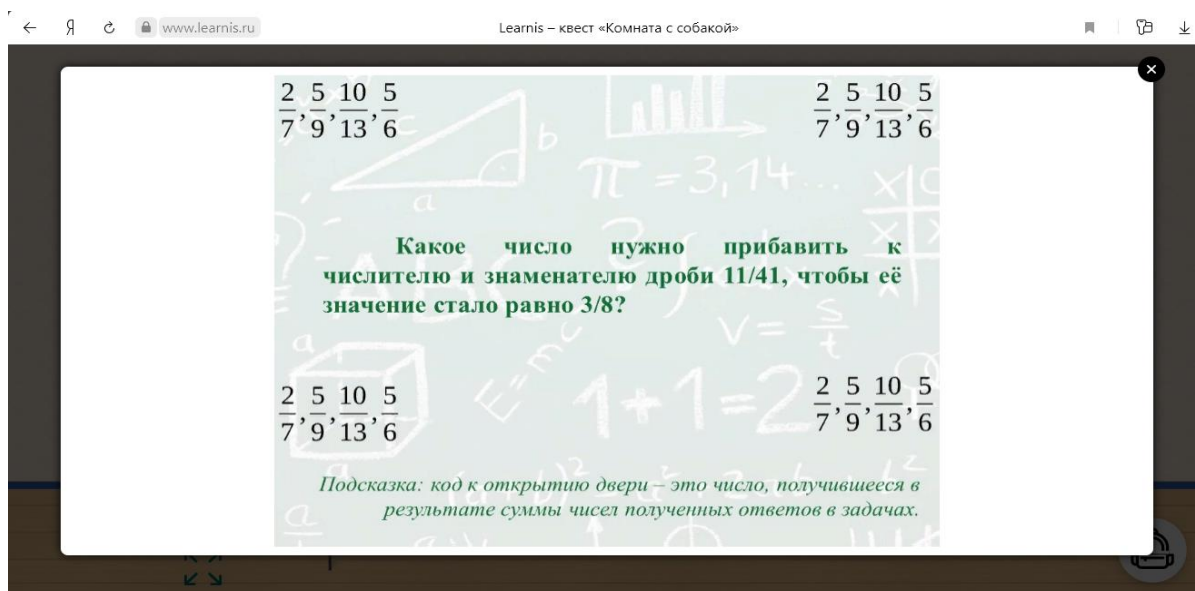 www.learnis.ru Learnis – квест «Комната с собакой»
2/7, 5/9, 10/13, 5/6
2/7, 5/9, 10/13, 5/6
a
b
c
π = 3,14...
Какое число нужно прибавить к
числителю и знаменателю дроби 11/41, чтобы её
значение стало равно 3/8?
V = S/t
E=mc
1+1=2
a
a
2/7, 5/9, 10/13, 5/6
2/7, 5/9, 10/13, 5/6
Подсказка: код к открытию двери – это число, получившееся в
результате суммы чисел полученных ответов в задачах.